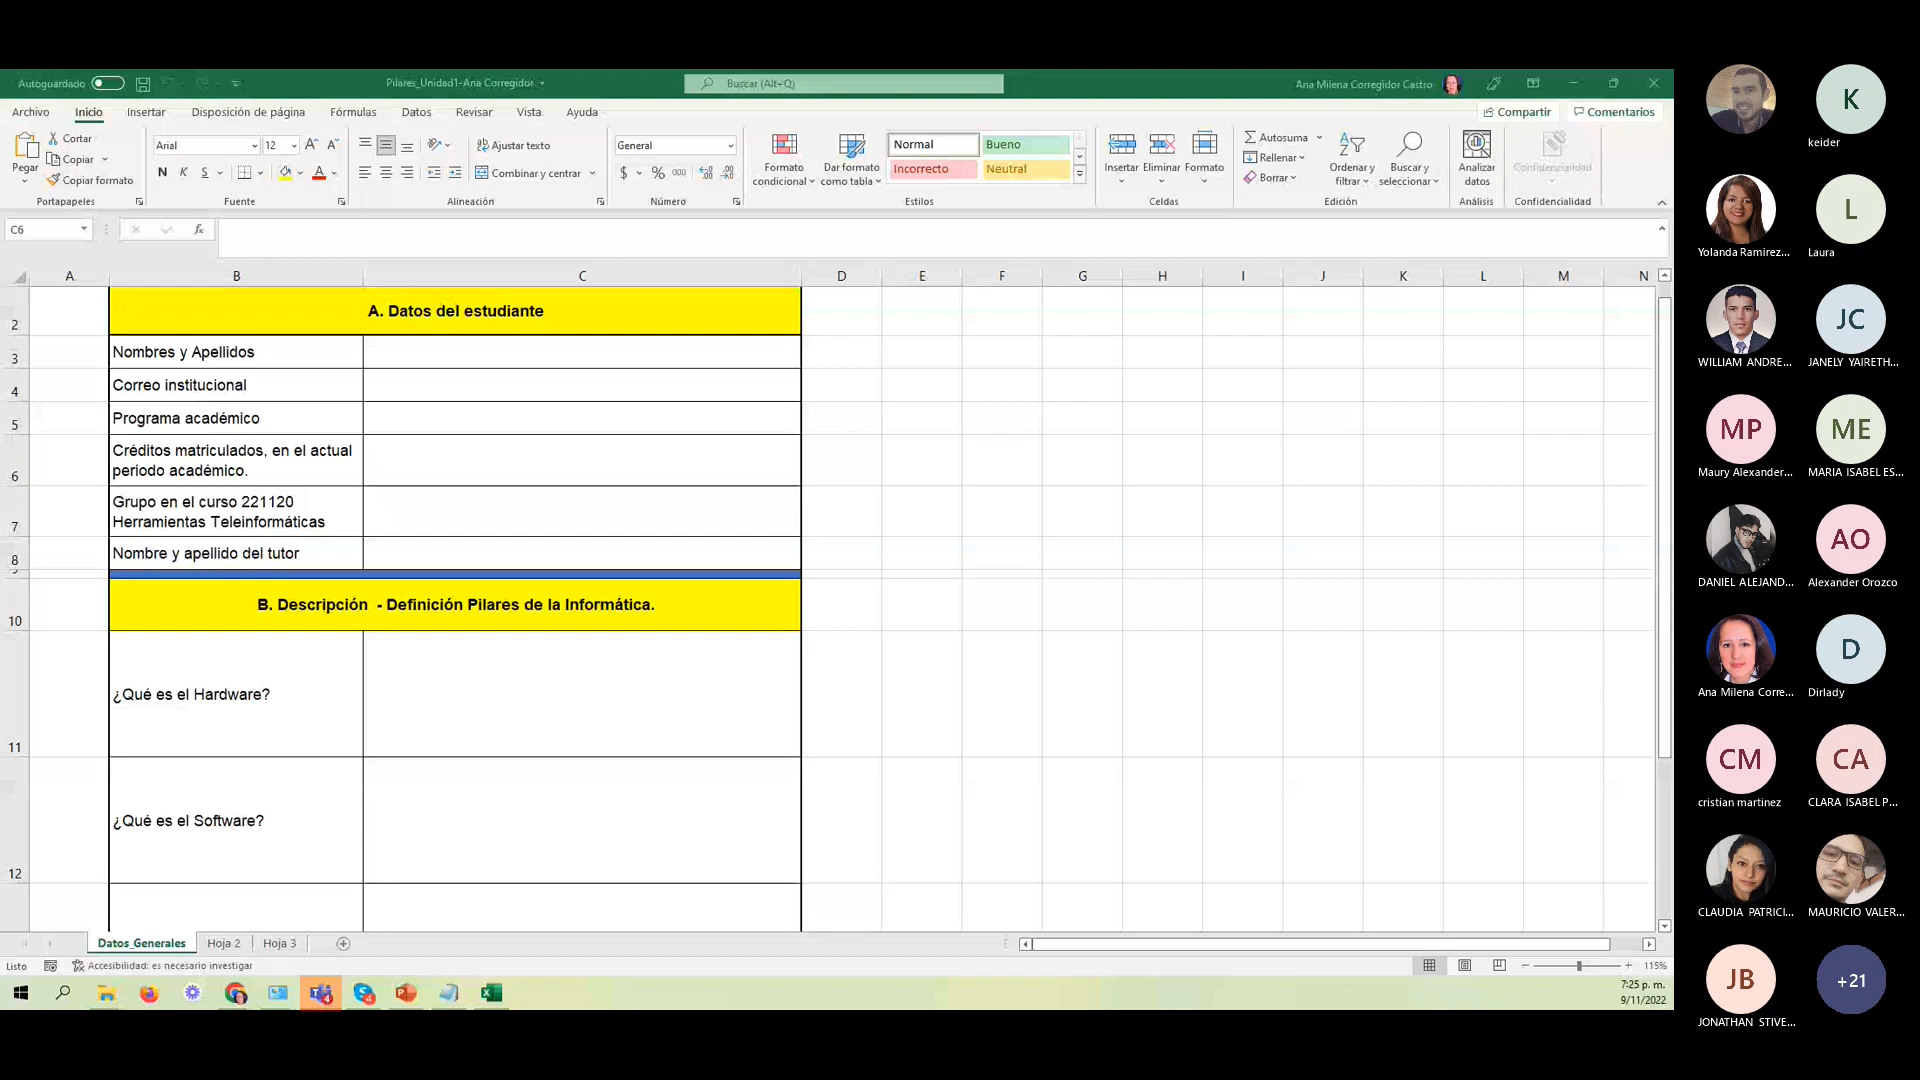 Autoguardado
Pilares_Unidad1-Ana Corregidor
Buscar (Alt+Q)
Ana Milena Corregidor Castro
Archivo Inicio Insertar Disposición de página Fórmulas Datos Revisar Vista Ayuda
Compartir Comentarios
Pegar
Cortar
Copiar
Copiar formato
Portapapeles
Arial 12
N K S
Fuente
Ajustar texto
Combinar y centrar
Alineación
General
$ % 000
Número
Formato condicional
Dar formato como tabla
Normal Bueno
Incorrecto Neutral
Estilos
Insertar Eliminar Formato
Celdas
Autosuma
Rellenar
Borrar
Ordenar y filtrar
Buscar y seleccionar
Edición
Analizar datos
Análisis
Confidencialidad
Confidencialidad
C6
fx
A B C D E F G H I J K L M N
2 A. Datos del estudiante
3 Nombres y Apellidos
4 Correo institucional
5 Programa académico
Créditos matriculados, en el actual
6 periodo académico.
Grupo en el curso 221120
7 Herramientas Teleinformáticas
8 Nombre y apellido del tutor
10 B. Descripción - Definición Pilares de la Informática.
¿Qué es el Hardware?
11
¿Qué es el Software?
12
Datos_Generales Hoja 2 Hoja 3
Listo Accesibilidad: es necesario investigar
115%
7:25 p. m.
9/11/2022
K
keider
Yolanda Ramirez...
L
Laura
WILLIAM ANDRE...
JC
JANELY YAIRETH...
MP
Maury Alexander...
ME
MARIA ISABEL ES...
DANIEL ALEJAND...
AO
Alexander Orozco
Ana Milena Corre...
D
Dirlady
CM
cristian martinez
CA
CLARA ISABEL P...
CLAUDIA PATRICI...
MAURICIO VALER...
JB
JONATHAN STIVE...
+21